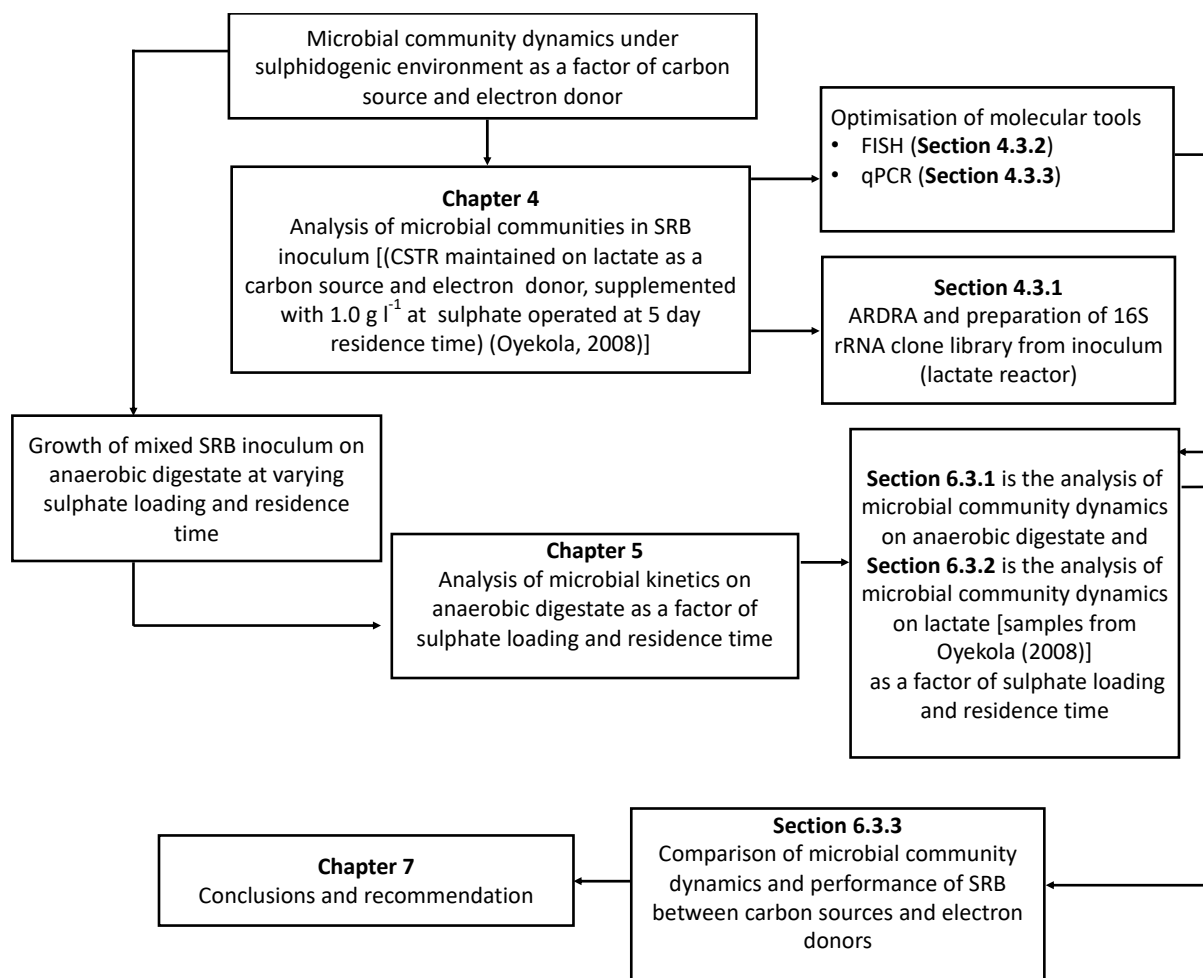 Microbial community dynamics under
sulphidogenic environment as a factor of carbon
source and electron donor
Optimisation of molecular tools
• FISH (Section 4.3.2)
• qPCR (Section 4.3.3)
Chapter 4
Analysis of microbial communities in SRB
inoculum [(CSTR maintained on lactate as a
carbon source and electron donor, supplemented
with 1.0 g l-1 at sulphate operated at 5 day
residence time) (Oyekola, 2008)]
Section 4.3.1
ARDRA and preparation of 16S
rRNA clone library from inoculum
(lactate reactor)
Growth of mixed SRB inoculum on
anaerobic digestate at varying
sulphate loading and residence
time
Chapter 5
Analysis of microbial kinetics on
anaerobic digestate as a factor of
sulphate loading and residence time
Section 6.3.1 is the analysis of
microbial community dynamics
on anaerobic digestate and
Section 6.3.2 is the analysis of
microbial community dynamics
on lactate [samples from
Oyekola (2008)]
as a factor of sulphate loading
and residence time
Section 6.3.3
Comparison of microbial community
dynamics and performance of SRB
between carbon sources and electron
donors
Chapter 7
Conclusions and recommendation